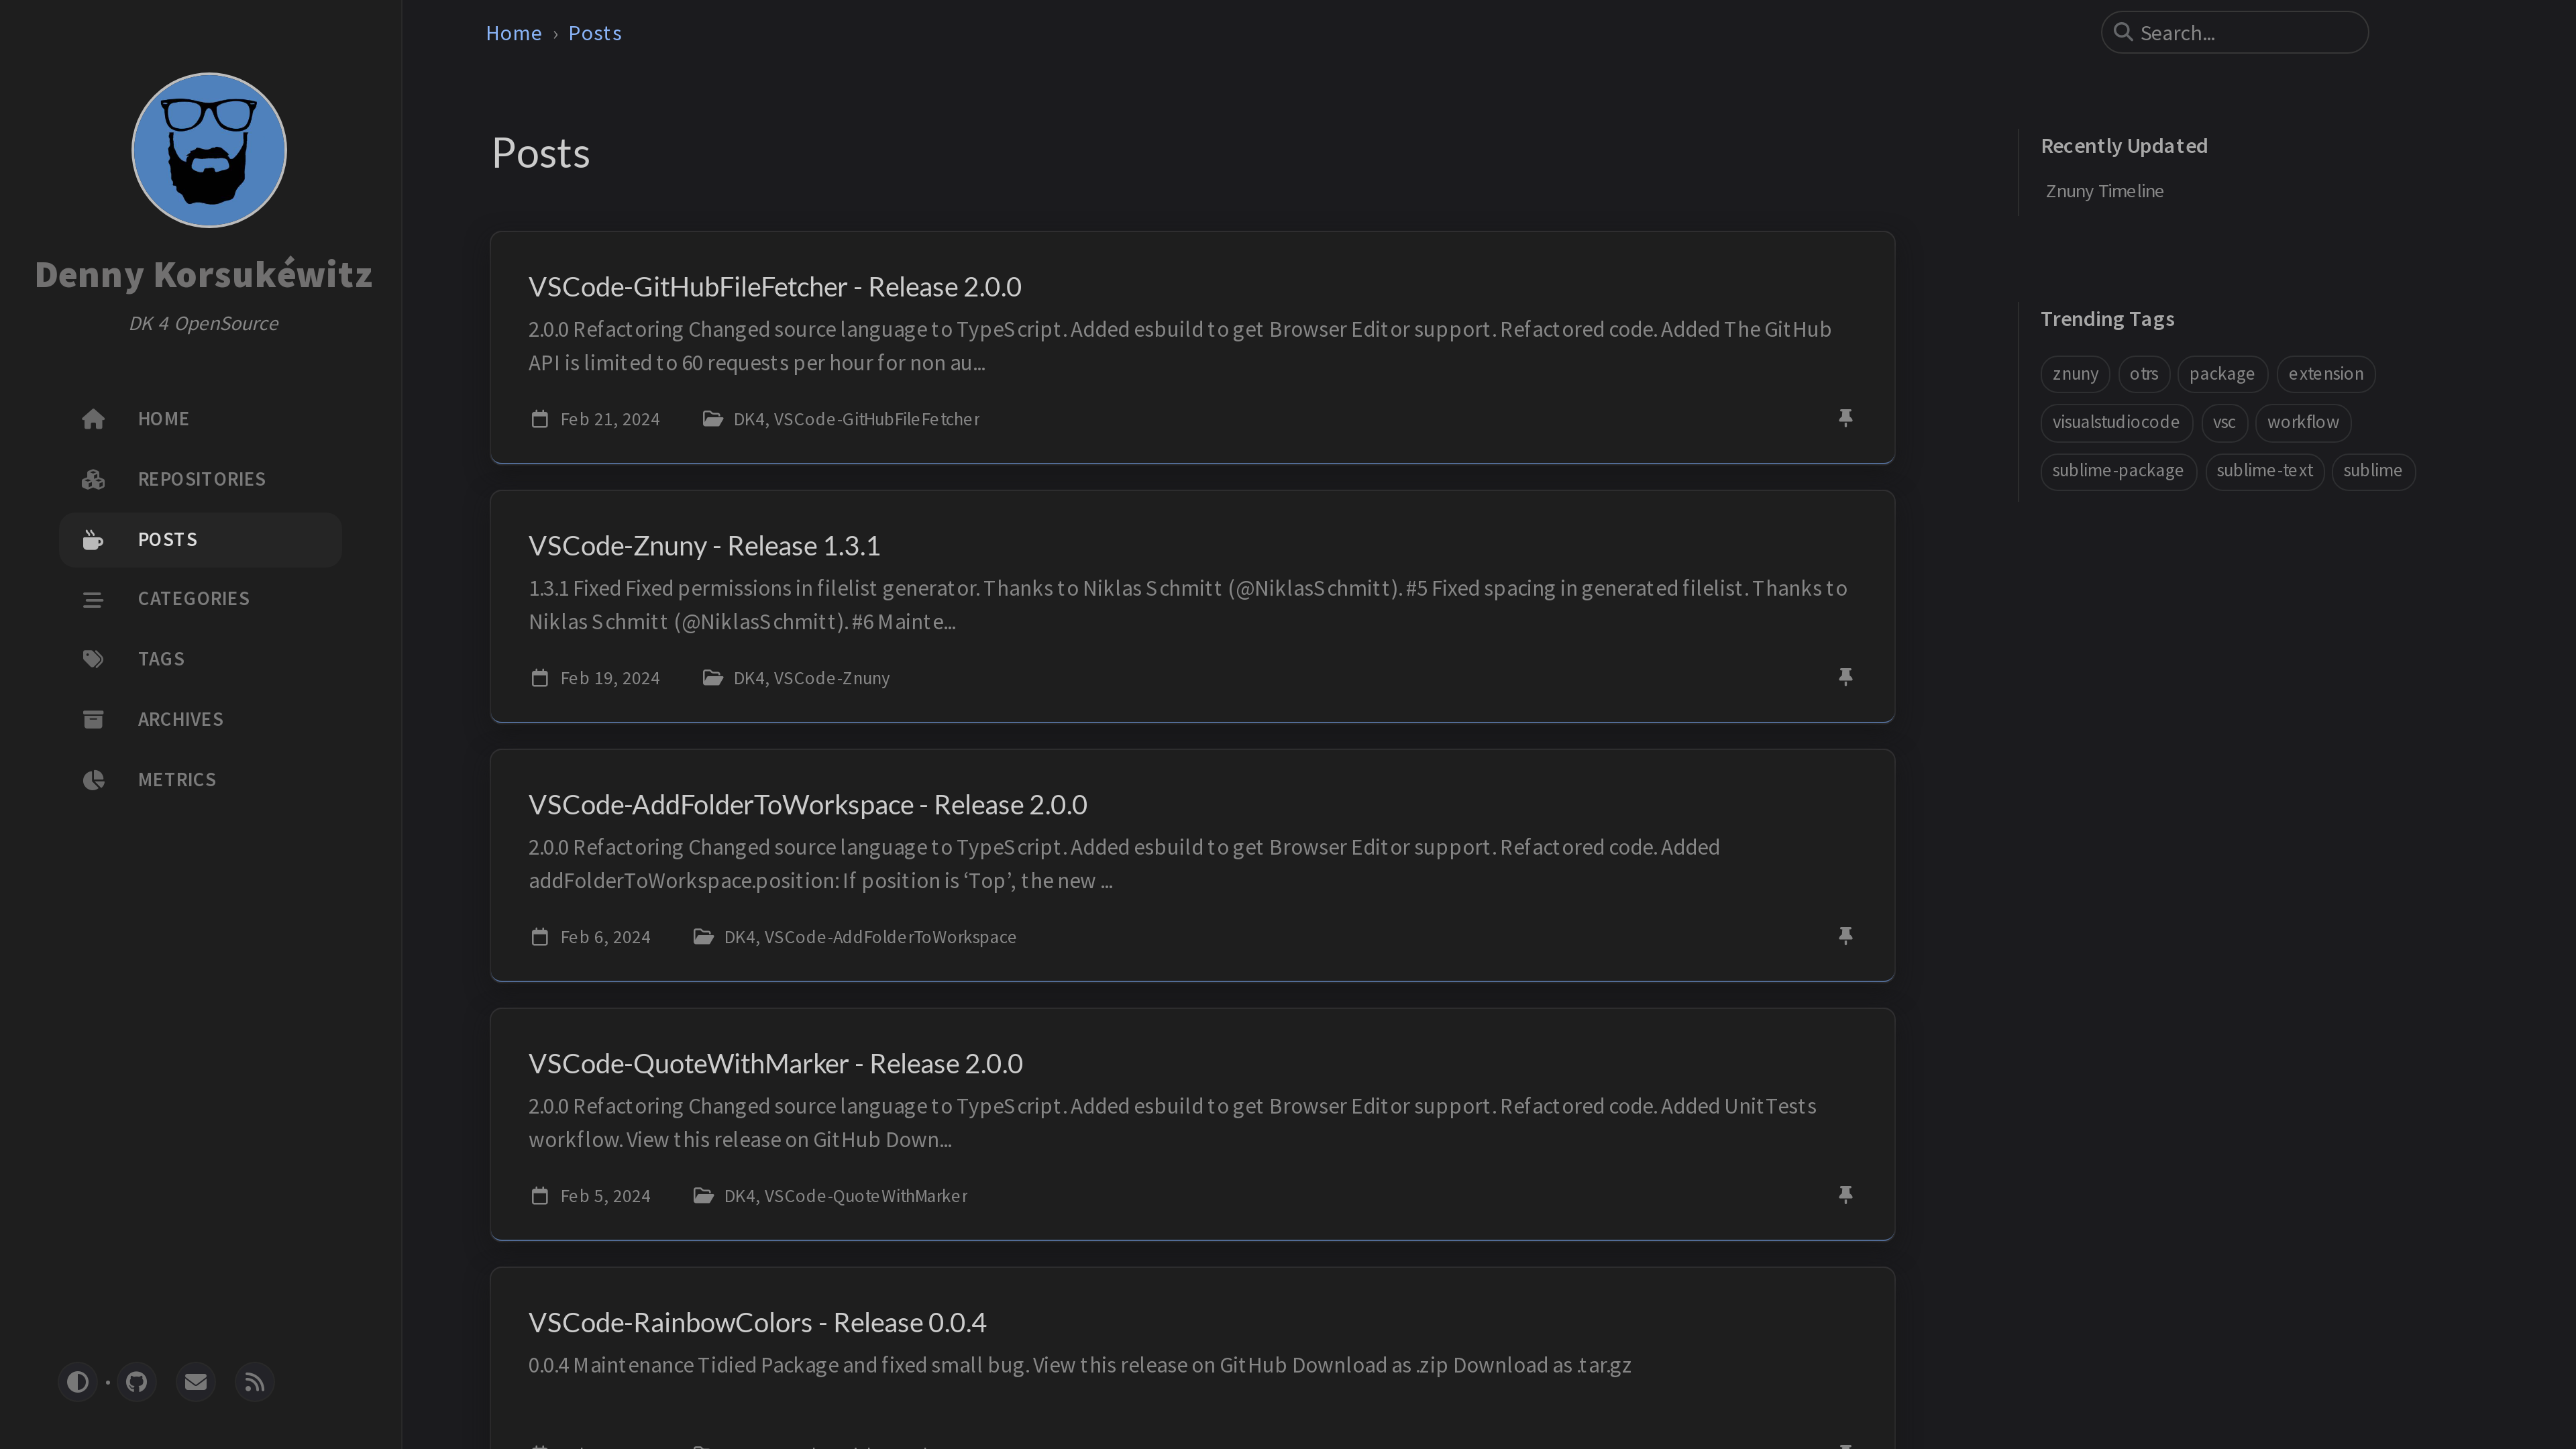 Denny Korsukéwitz
DK 4 OpenSource
HOME
REPOSITORIES
POSTS
CATEGORIES
TAGS
ARCHIVES
METRICS
Home › Posts
Search...
Posts
VSCode-GitHubFileFetcher - Release 2.0.0
2.0.0 Refactoring Changed source language to TypeScript. Added esbuild to get Browser Editor support. Refactored code. Added The GitHub
API is limited to 60 requests per hour for non au...
Feb 21, 2024 DK4, VSCode-GitHubFileFetcher
VSCode-Znuny - Release 1.3.1
1.3.1 Fixed Fixed permissions in filelist generator. Thanks to Niklas Schmitt (@NiklasSchmitt). #5 Fixed spacing in generated filelist. Thanks to
Niklas Schmitt (@NiklasSchmitt). #6 Mainte...
Feb 19, 2024 DK4, VSCode-Znuny
VSCode-AddFolderToWorkspace - Release 2.0.0
2.0.0 Refactoring Changed source language to TypeScript. Added esbuild to get Browser Editor support. Refactored code. Added
addFolderToWorkspace.position: If position is ‘Top’, the new ...
Feb 6, 2024 DK4, VSCode-AddFolderToWorkspace
VSCode-QuoteWithMarker - Release 2.0.0
2.0.0 Refactoring Changed source language to TypeScript. Added esbuild to get Browser Editor support. Refactored code. Added UnitTests
workflow. View this release on GitHub Down...
Feb 5, 2024 DK4, VSCode-QuoteWithMarker
VSCode-RainbowColors - Release 0.0.4
0.0.4 Maintenance Tidied Package and fixed small bug. View this release on GitHub Download as .zip Download as .tar.gz
Recently Updated
Znuny Timeline
Trending Tags
znuny otrs package extension
visualstudiocode vsc workflow
sublime-package sublime-text sublime